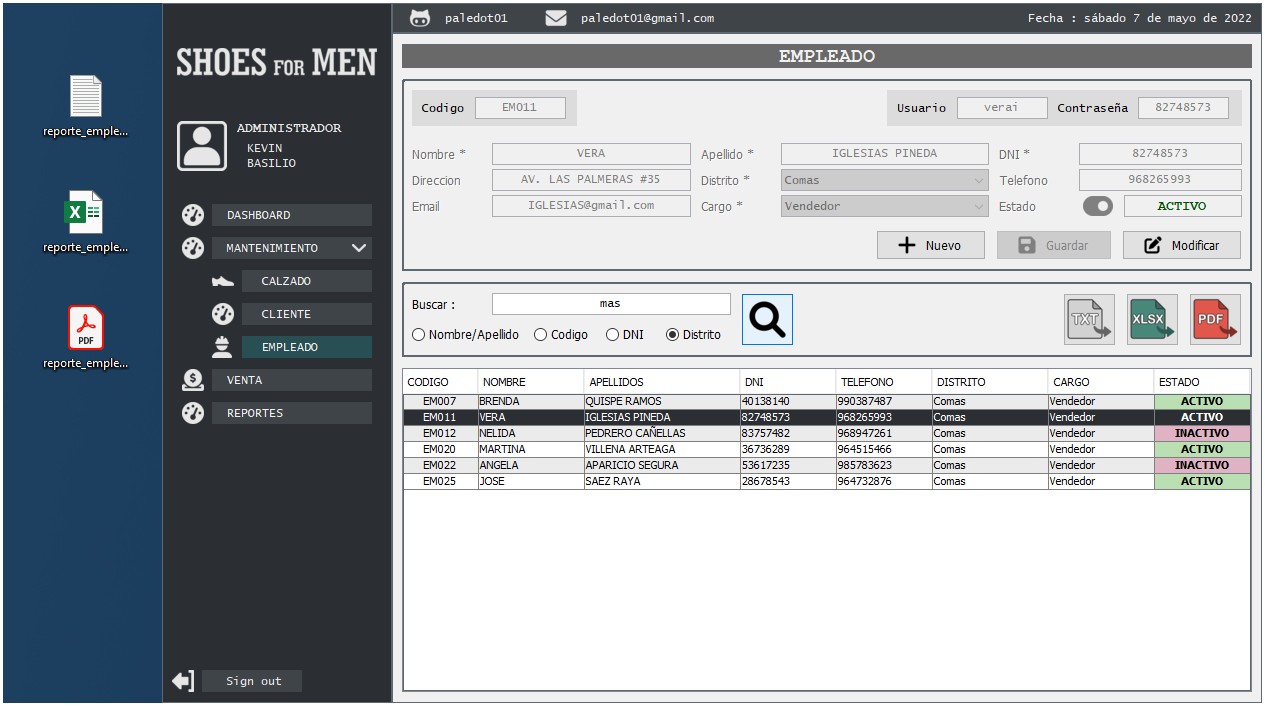 paledot01 paledot01@gmail.com Fecha : sábado 7 de mayo de 2022
reporte_emple...
reporte_emple...
PDF
reporte_emple...
SHOES FOR MEN
ADMINISTRADOR
KEVIN
BASILIO
DASHBOARD
MANTENIMIENTO
CALZADO
CLIENTE
EMPLEADO
VENTA
REPORTES
Sign out
EMPLEADO
Codigo EM011 Usuario verai Contraseña 82748573
Nombre * VERA Apellido * IGLESIAS PINEDA DNI * 82748573
Direccion AV. LAS PALMERAS #35 Distrito * Comas Telefono 968265993
Email IGLESIAS@gmail.com Cargo * Vendedor Estado ACTIVO
Nuevo Guardar Modificar
Buscar : mas
Nombre/Apellido Codigo DNI Distrito
TXT XLSX PDF
CODIGO NOMBRE APELLIDOS DNI TELEFONO DISTRITO CARGO ESTADO
EM007 BRENDA QUISPE RAMOS 40138140 990387487 Comas Vendedor ACTIVO
EM011 VERA IGLESIAS PINEDA 82748573 968265993 Comas Vendedor ACTIVO
EM012 NELIDA PEDRERO CAÑELLAS 83757482 968947261 Comas Vendedor INACTIVO
EM020 MARTINA VILLENA ARTEAGA 36736289 964515466 Comas Vendedor ACTIVO
EM022 ANGELA APARICIO SEGURA 53617235 985783623 Comas Vendedor INACTIVO
EM025 JOSE SAEZ RAYA 28678543 964732876 Comas Vendedor ACTIVO